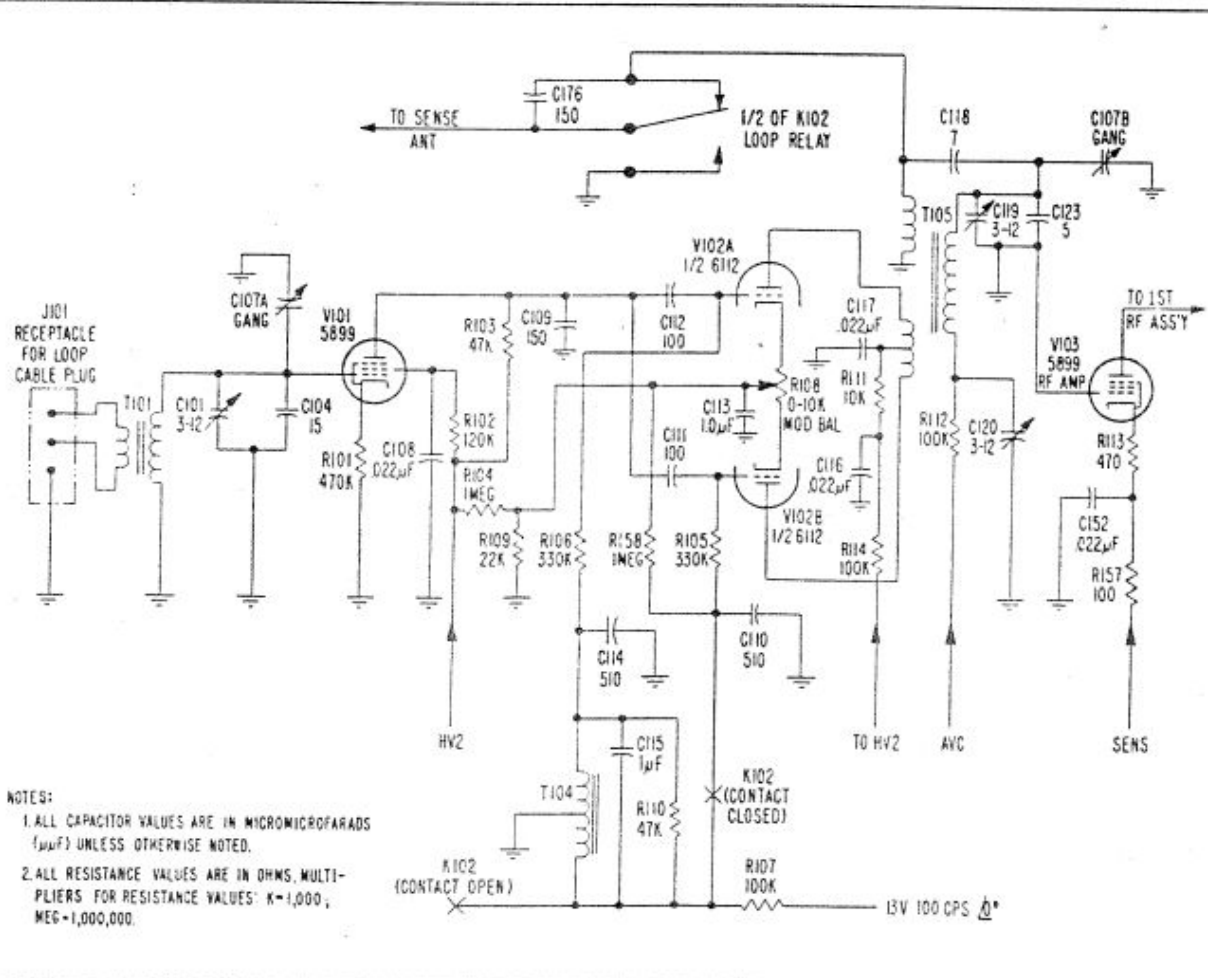 C176
150
TO SENSE
ANT
1/2 OF K102
LOOP RELAY
C118
7
C107B
GANG
T105
C119
3-12
C123
5
V102A
1/2 6112
J101
RECEPTACLE
FOR LOOP
CABLE PLUG
C107A
GANG
V101
5899
R103
47K
C109
150
C112
100
C117
.022µF
TO 1ST
RF ASS'Y
V103
5899
RF AMP
T101
C101
3-12
C104
15
R101
470K
C108
.022µF
R102
120K
R104
1MEG
R108
0-10K
MOD BAL
C113
1.0µF
R111
10K
C111
100
C116
.022µF
R112
100K
C120
3-12
R113
470
V102B
1/2 6112
C152
.022µF
R109
22K
R106
330K
R158
1MEG
R105
330K
R114
100K
R157
100
C114
510
C110
510
HV2
TO HV2
AVC
SENS
C115
1µF
T104
R110
47K
K102
(CONTACT
CLOSED)
K102
(CONTACT OPEN)
R107
100K
13V 100 CPS /0°
NOTES:
1. ALL CAPACITOR VALUES ARE IN MICROMICROFARADS
(µµF) UNLESS OTHERWISE NOTED.
2. ALL RESISTANCE VALUES ARE IN OHMS, MULTI-
PLIERS FOR RESISTANCE VALUES: K=1,000;
MEG=1,000,000.